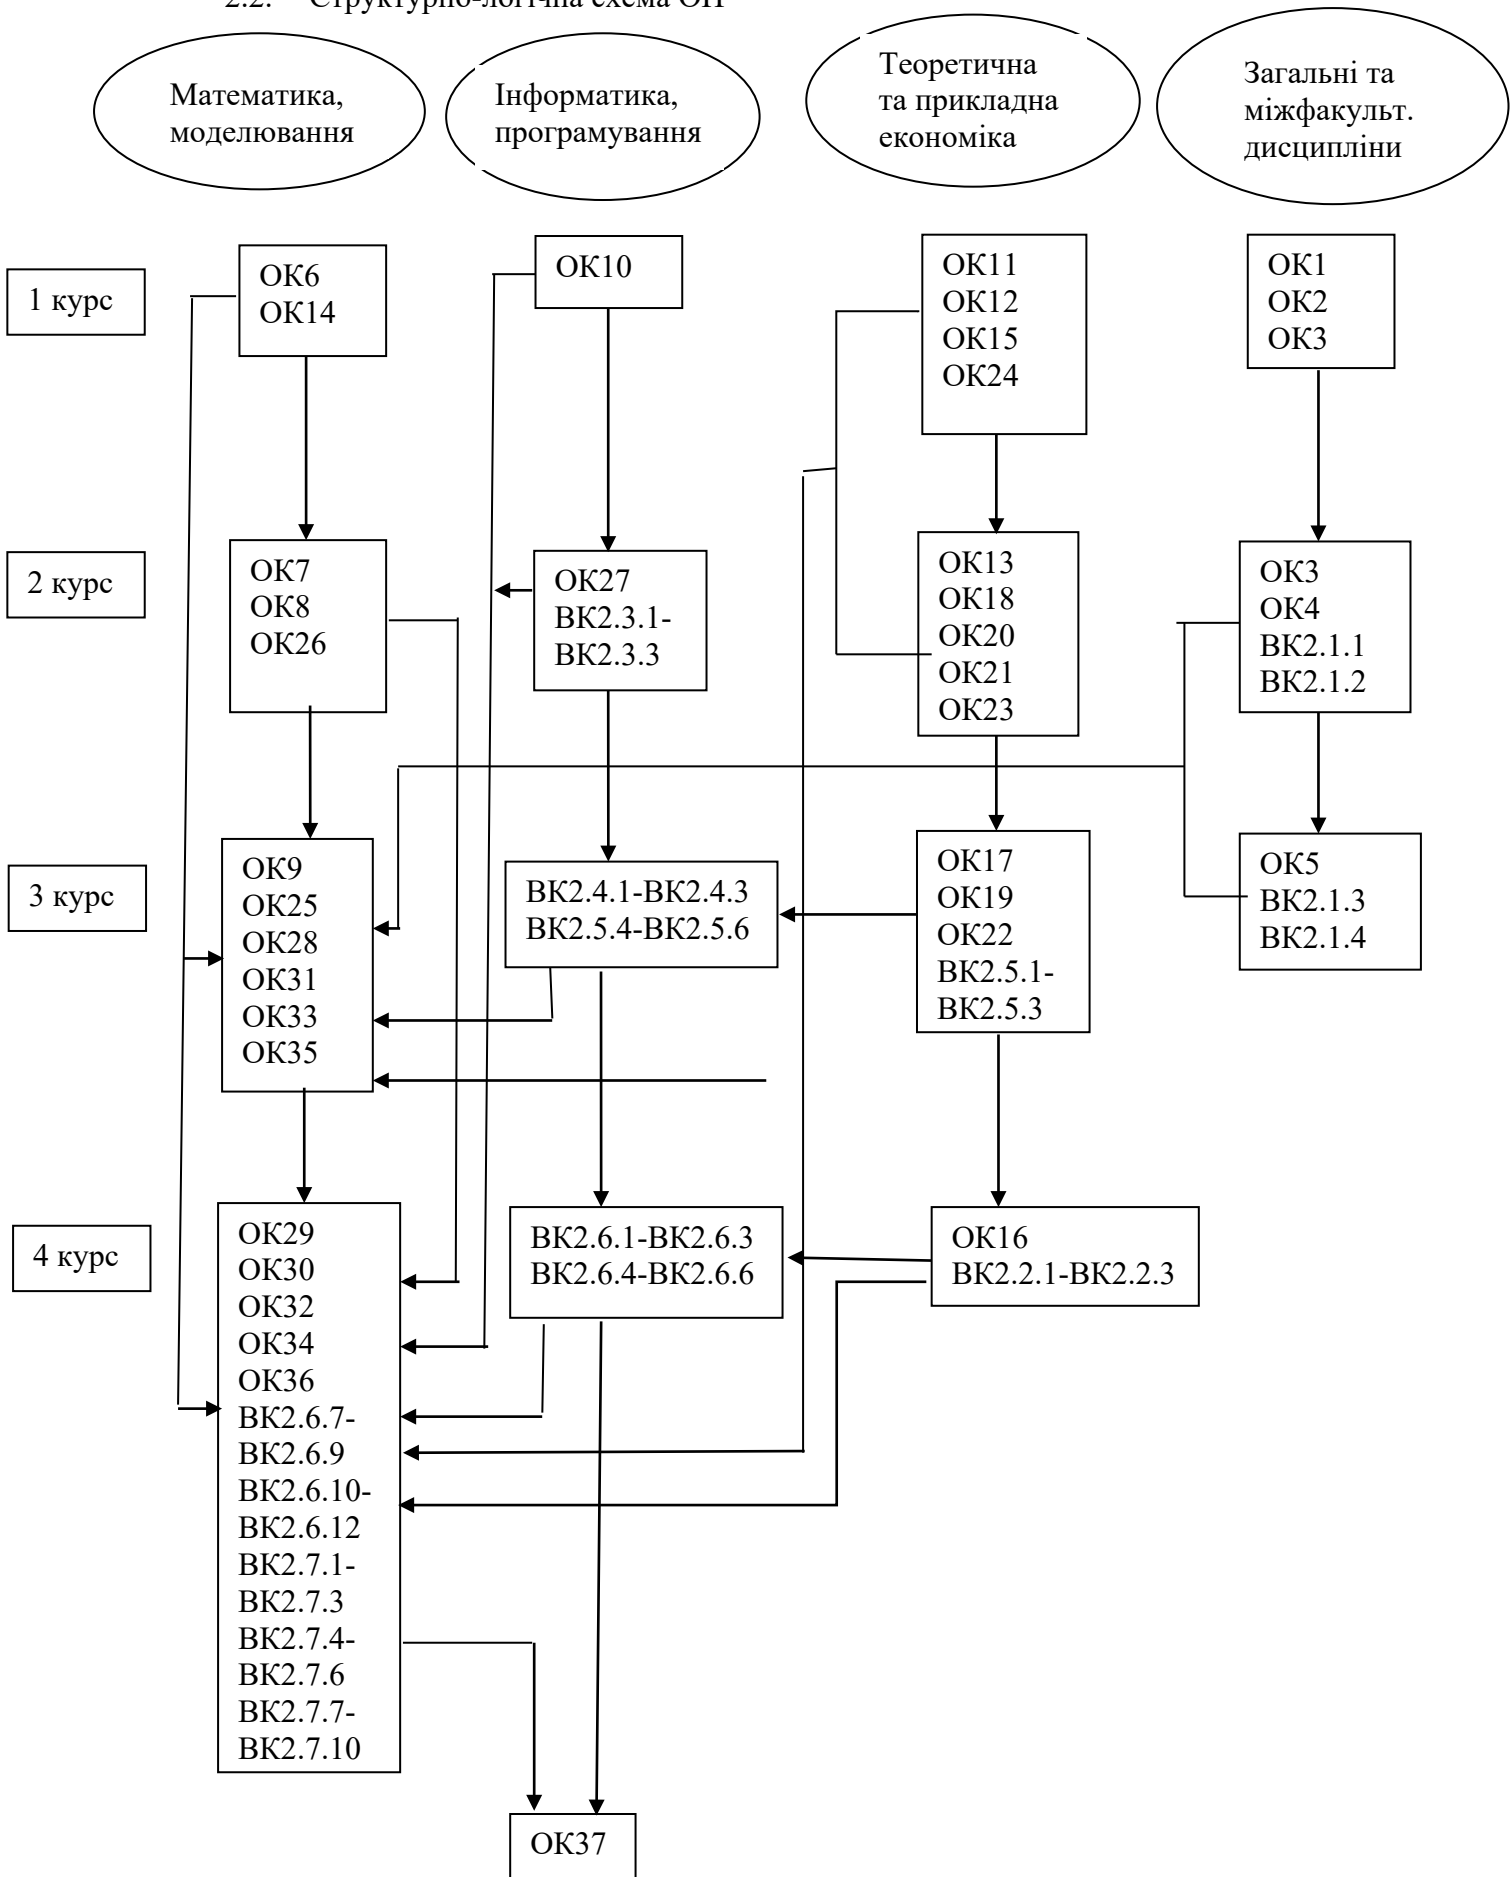 2.2. Структурно-логічна схема ОП
Математика,
моделювання
Інформатика,
програмування
Теоретична
та прикладна
економіка
Загальні та
міжфакульт.
дисципліни
1 курс
ОК6
ОК14
ОК10
ОК11
ОК12
ОК15
ОК24
ОК1
ОК2
ОК3
2 курс
ОК7
ОК8
ОК26
ОК27
ВК2.3.1-
ВК2.3.3
ОК13
ОК18
ОК20
ОК21
ОК23
ОК3
ОК4
ВК2.1.1
ВК2.1.2
3 курс
ОК9
ОК25
ОК28
ОК31
ОК33
ОК35
ВК2.4.1-ВК2.4.3
ВК2.5.4-ВК2.5.6
ОК17
ОК19
ОК22
ВК2.5.1-
ВК2.5.3
ОК5
ВК2.1.3
ВК2.1.4
4 курс
ОК29
ОК30
ОК32
ОК34
ОК36
ВК2.6.7-
ВК2.6.9
ВК2.6.10-
ВК2.6.12
ВК2.7.1-
ВК2.7.3
ВК2.7.4-
ВК2.7.6
ВК2.7.7-
ВК2.7.10
ВК2.6.1-ВК2.6.3
ВК2.6.4-ВК2.6.6
ОК16
ВК2.2.1-ВК2.2.3
ОК37